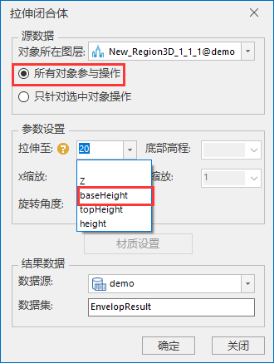 拉伸闭合体
源数据
对象所在图层: New_Region3D_1_1_1@demo
所有对象参与操作
只针对选中对象操作
参数设置
拉伸至: 20 底部高程:
Z
x缩放: 缩放: 1
baseHeight
topHeight
旋转角度:
height
材质设置
结果数据
数据源: demo
数据集: EnvelopResult
确定 关闭